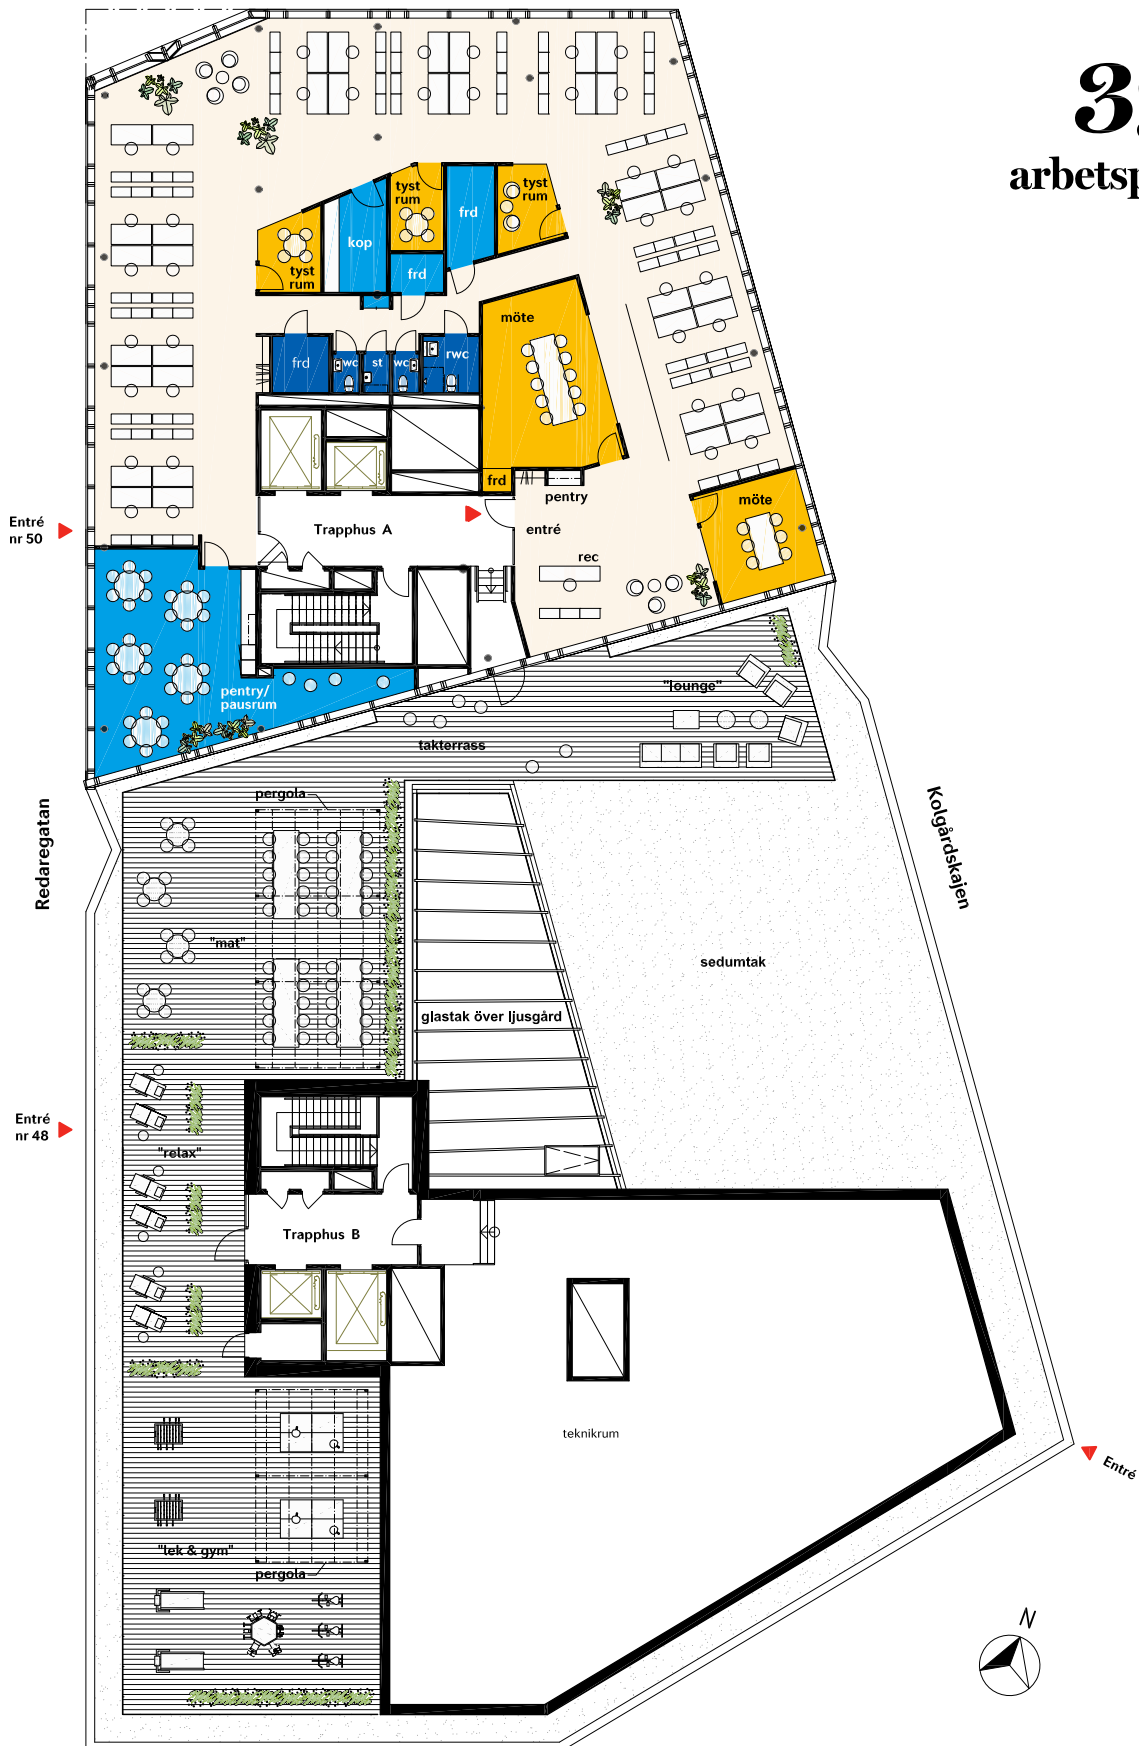 arbetsp
tyst
rum
tyst
rum
frd
kop
frd
tyst
rum
möte
frd
wc
st
wc
rwc
frd
pentry
möte
Entré
nr 50
Trapphus A
entré
rec
pentry/
pausrum
"lounge"
takterrass
pergola
Redaregatan
Kolgårdskajen
"mat"
sedumtak
glastak över ljusgård
Entré
nr 48
"relax"
Trapphus B
teknikrum
Entré
"lek & gym"
pergola
N